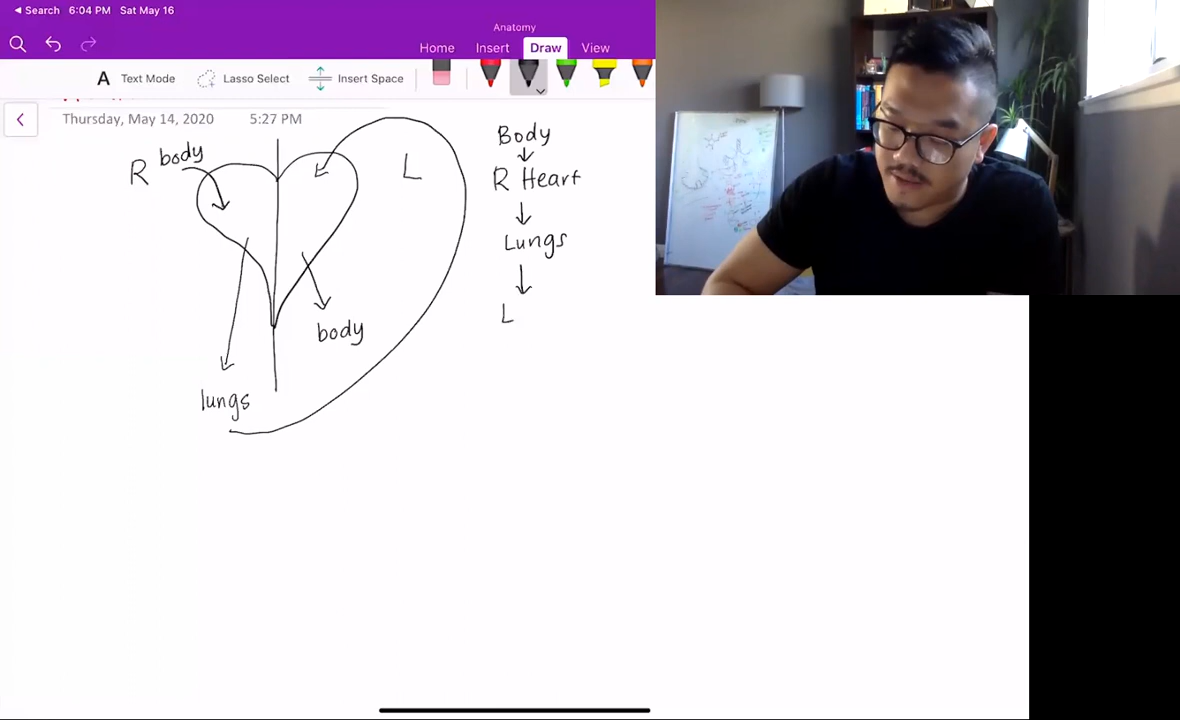 Search 6:04 PM Sat May 16
Anatomy
Home Insert Draw View
A Text Mode Lasso Select Insert Space
Thursday, May 14, 2020 5:27 PM
R body
L
lungs
body
Body
R Heart
Lungs
L